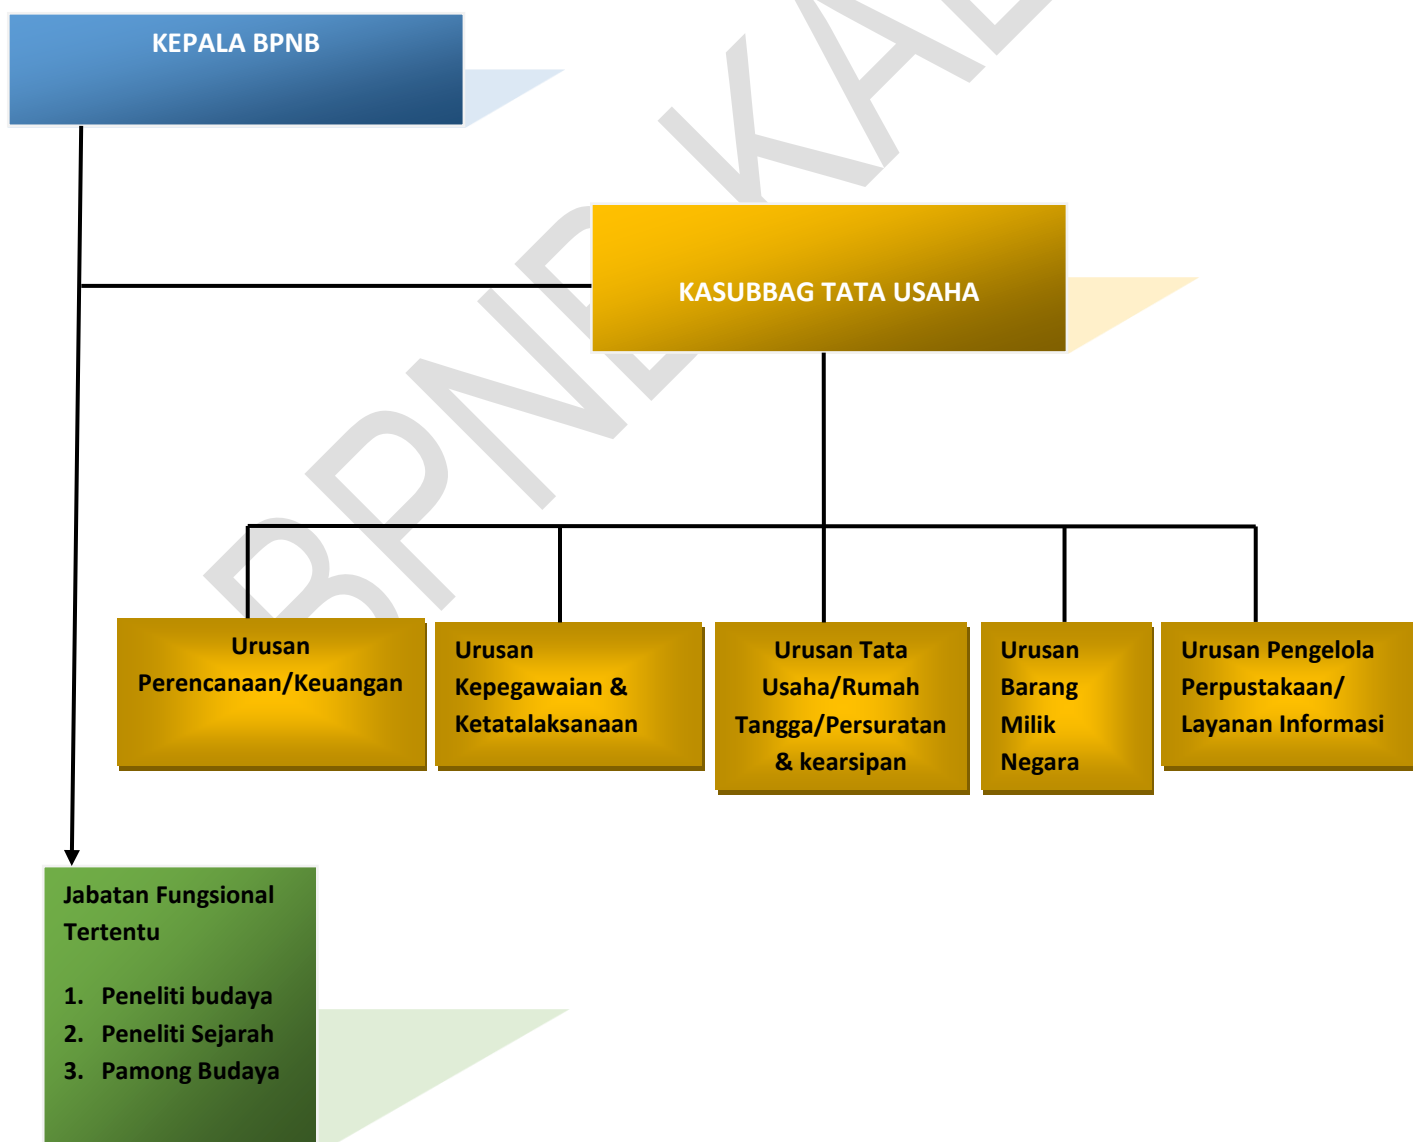 KEPALA BPNB
KASUBBAG TATA USAHA
Urusan
Perencanaan/Keuangan
Urusan
Kepegawaian &
Ketatalaksanaan
Urusan Tata
Usaha/Rumah
Tangga/Persuratan
& kearsipan
Urusan
Barang
Milik
Negara
Urusan Pengelola
Perpustakaan/
Layanan Informasi
Jabatan Fungsional
Tertentu
1. Peneliti budaya
2. Peneliti Sejarah
3. Pamong Budaya
BPNB